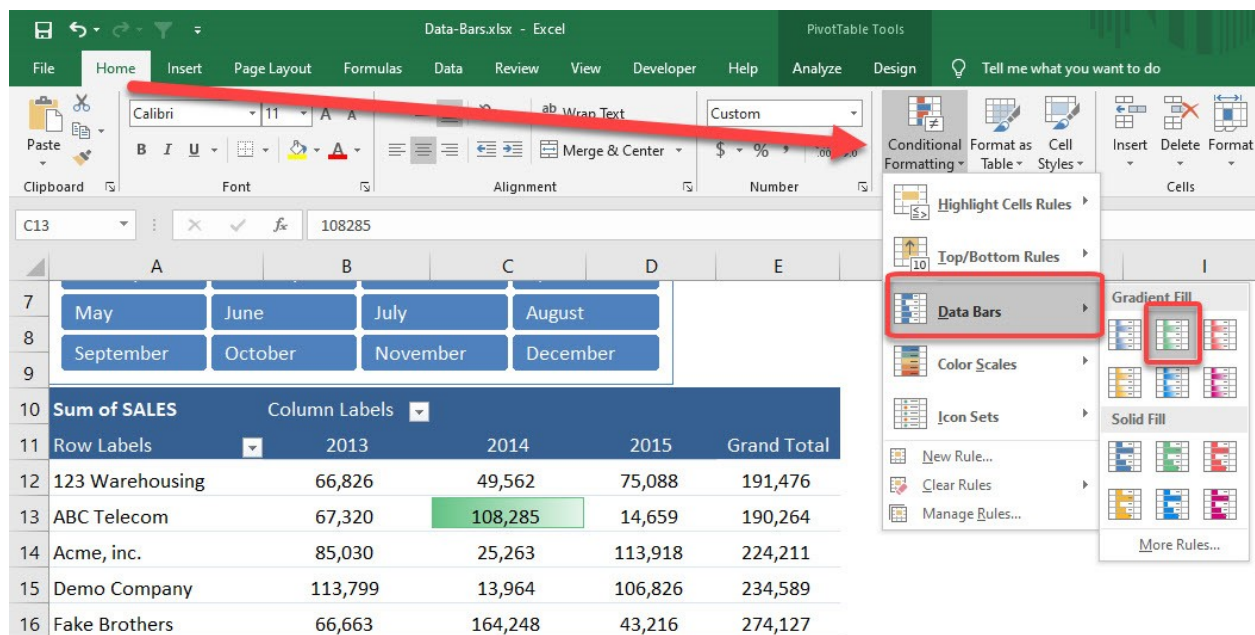 Data-Bars.xlsx - Excel PivotTable Tools
File Home Insert Page Layout Formulas Data Review View Developer Help Analyze Design Tell me what you want to do
Calibri 11 A A ab Wrap Text Custom
Paste B I U A Merge & Center $ % , .00 Conditional Formatting Format as Table Cell Styles Insert Delete Format
Clipboard Font Alignment Number Cells
C13 fx 108285
Highlight Cells Rules
Top/Bottom Rules
Data Bars
Color Scales
Icon Sets
New Rule...
Clear Rules
Manage Rules...
Gradient Fill
Solid Fill
More Rules...
A B C D E I
7 May June July August
8 September October November December
9
10 Sum of SALES Column Labels
11 Row Labels 2013 2014 2015 Grand Total
12 123 Warehousing 66,826 49,562 75,088 191,476
13 ABC Telecom 67,320 108,285 14,659 190,264
14 Acme, inc. 85,030 25,263 113,918 224,211
15 Demo Company 113,799 13,964 106,826 234,589
16 Fake Brothers 66,663 164,248 43,216 274,127